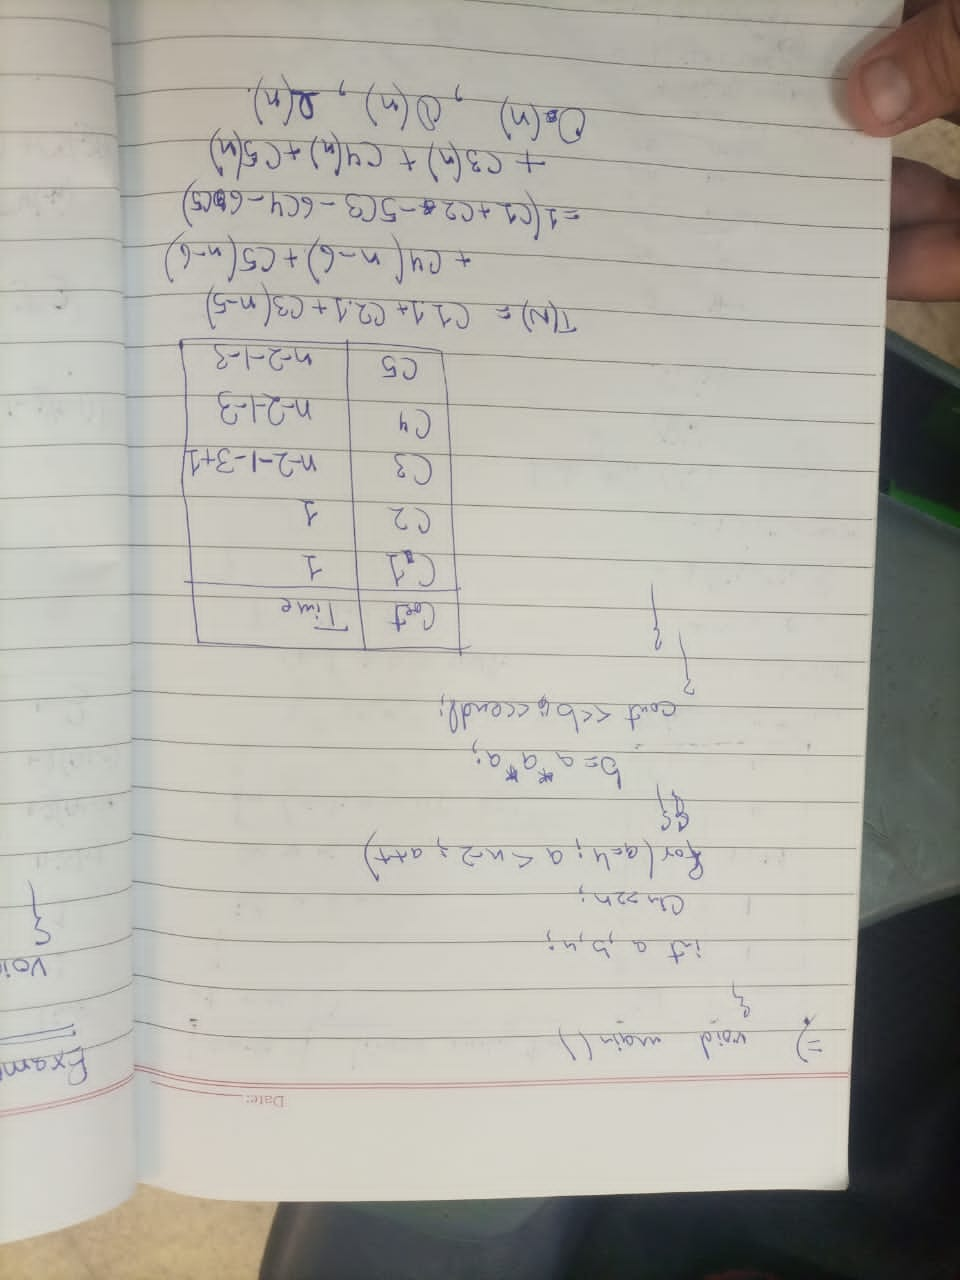 Date:
=> void main()
{
int a, b, n;
Cin >> n;
for (a=4; a < n-2; a++)
{
b = a * a * a;
cout << b << endl;
}
}
Cost Time
C1 1
C2 1
C3 n-2-1-3+1
C4 n-2-1-3
C5 n-2-1-3
T(N) = C1.1 + C2.1 + C3(n-5)
+ C4(n-6) + C5(n-6)
= 1(C1 + C2 - 5C3 - 6C4 - 6C5)
+ C3(n) + C4(n) + C5(n)
O(n) , (n) , Ω(n).
Exam
Voi
{